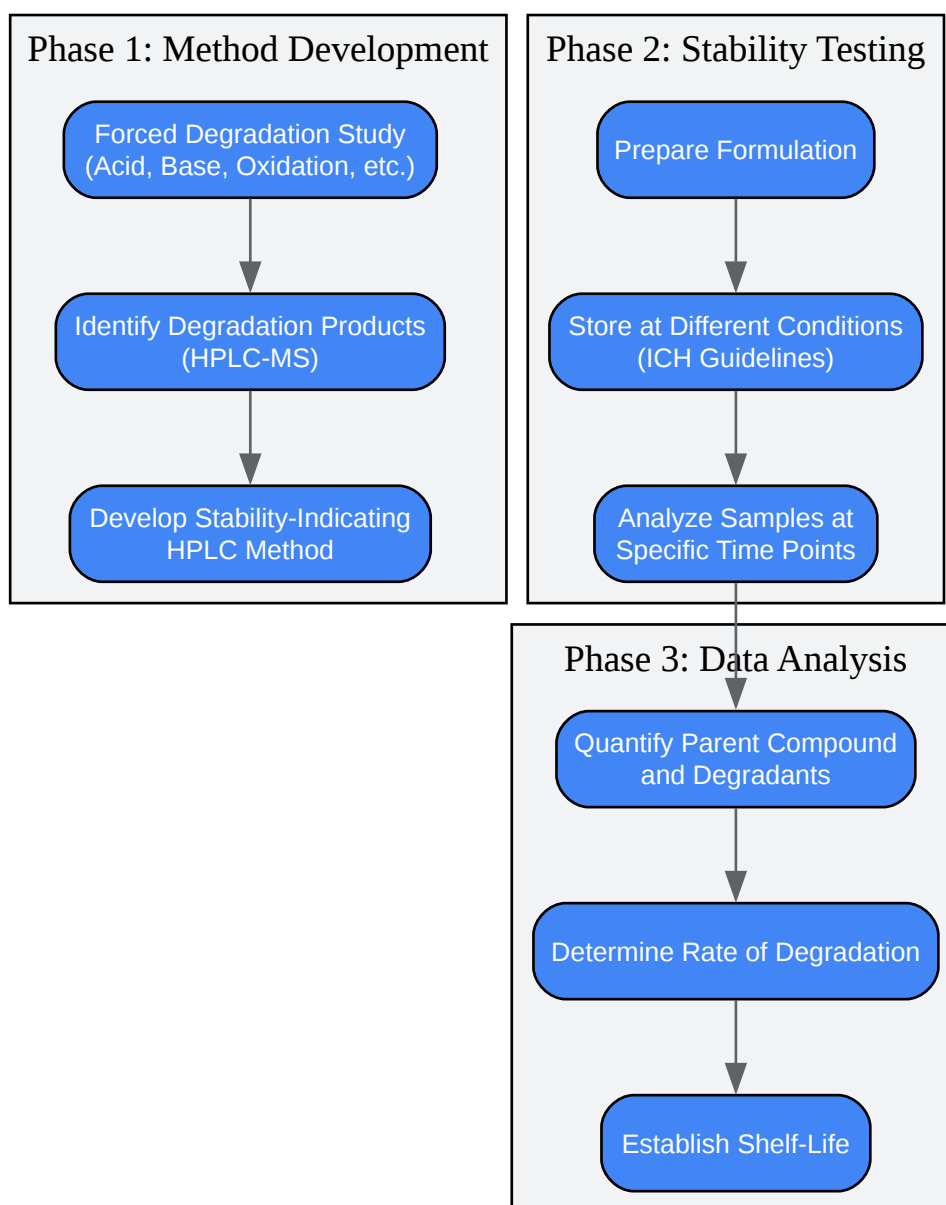 Phase 1: Method Development
Forced Degradation Study
(Acid, Base, Oxidation, etc.)
Identify Degradation Products
(HPLC-MS)
Develop Stability-Indicating
HPLC Method
Phase 2: Stability Testing
Prepare Formulation
Store at Different Conditions
(ICH Guidelines)
Analyze Samples at
Specific Time Points
Phase 3: Data Analysis
Quantify Parent Compound
and Degradants
Determine Rate of Degradation
Establish Shelf-Life